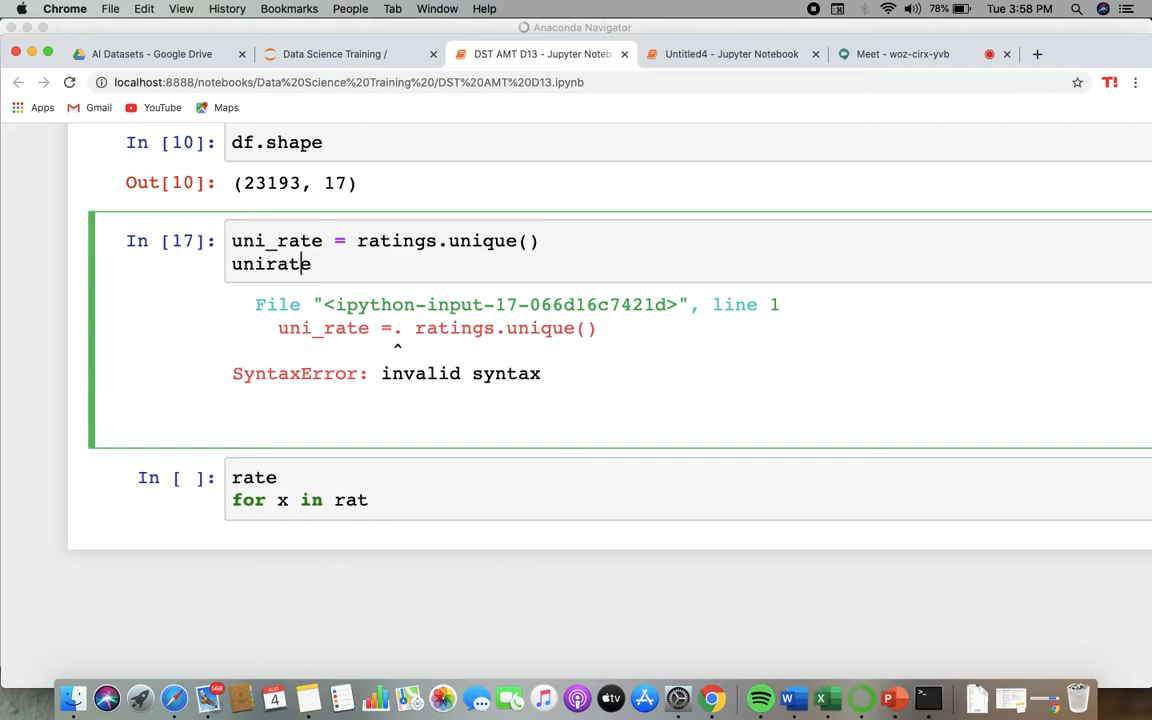 Chrome File Edit View History Bookmarks People Tab Window Help 78% Tue 3:58 PM
Anaconda Navigator
AI Datasets - Google Drive × Data Science Training / × DST AMT D13 - Jupyter Noteb × Untitled4 - Jupyter Notebook × Meet - woz-cirx-yvb × +
localhost:8888/notebooks/Data%20Science%20Training%20/DST%20AMT%20D13.ipynb T!
Apps Gmail YouTube Maps
In [10]: df.shape
Out[10]: (23193, 17)
In [17]: uni_rate = ratings.unique()
unirate
File "<ipython-input-17-066d16c7421d>", line 1
uni_rate =. ratings.unique()
^
SyntaxError: invalid syntax
In [ ]: rate
for x in rat